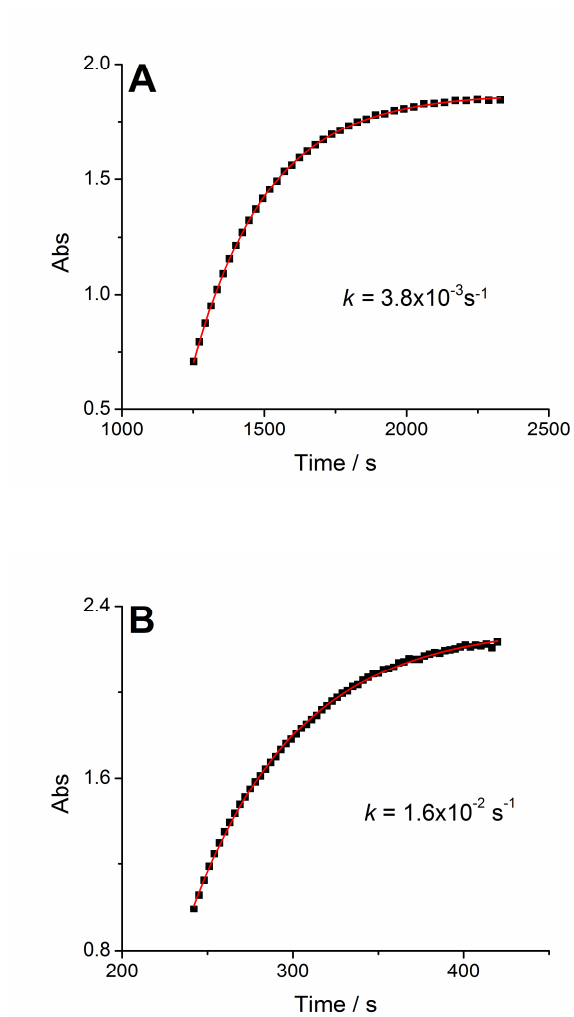 A
2.0
1.5
1.0
0.5
Abs
k = 3.8x10⁻³s⁻¹
1000 1500 2000 2500
Time / s
B
2.4
1.6
0.8
Abs
k = 1.6x10⁻² s⁻¹
200 300 400
Time / s